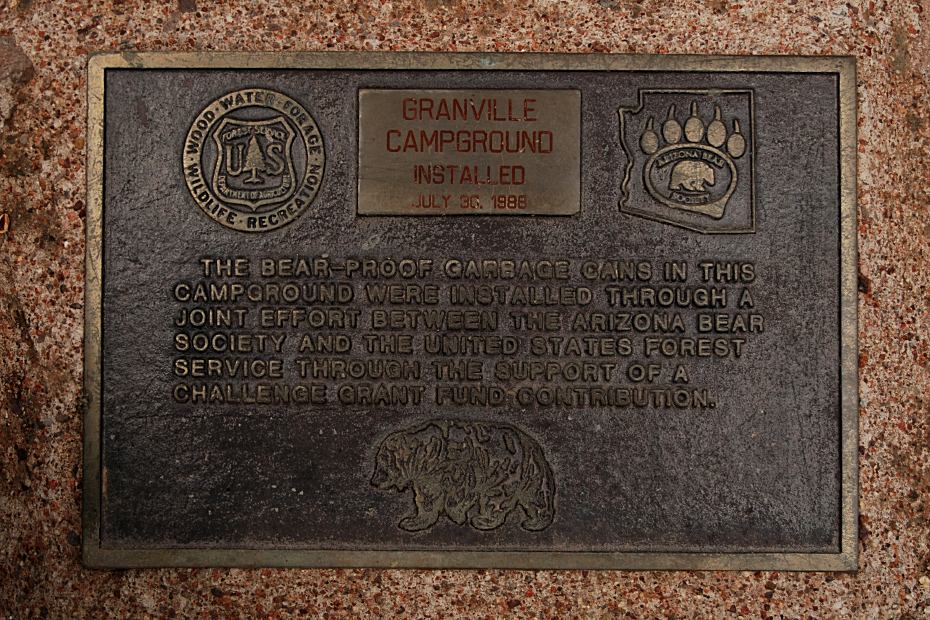 WOOD · WATER · FORAGE
WILDLIFE · RECREATION
FOREST SERVICE
U S
DEPARTMENT OF AGRICULTURE
GRANVILLE
CAMPGROUND
INSTALLED
JULY 30, 1988
ARIZONA BEAR
SOCIETY
THE BEAR-PROOF GARBAGE CANS IN THIS
CAMPGROUND WERE INSTALLED THROUGH A
JOINT EFFORT BETWEEN THE ARIZONA BEAR
SOCIETY AND THE UNITED STATES FOREST
SERVICE THROUGH THE SUPPORT OF A
CHALLENGE GRANT FUND CONTRIBUTION.